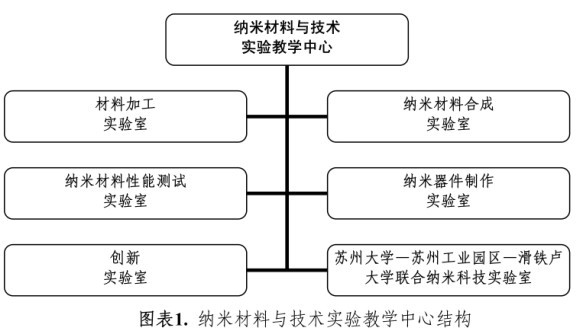 纳米材料与技术
实验教学中心
材料加工
实验室
纳米材料合成
实验室
纳米材料性能测试
实验室
纳米器件制作
实验室
创新
实验室
苏州大学—苏州工业园区—滑铁卢
大学联合纳米科技实验室
图表1. 纳米材料与技术实验教学中心结构